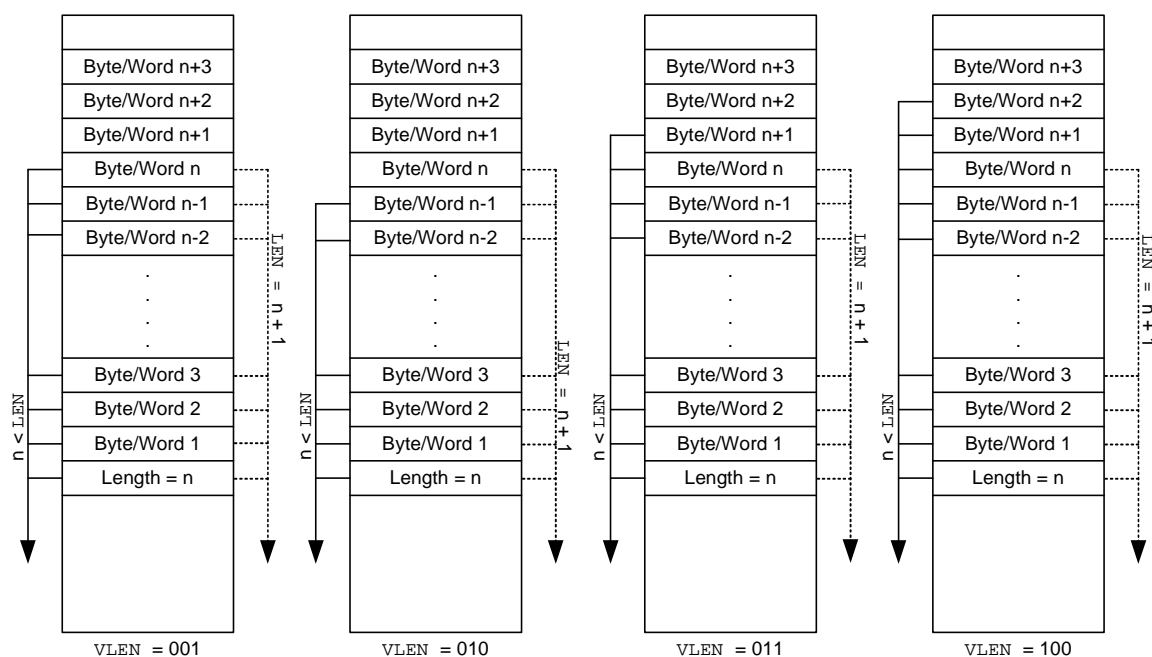 Byte/Word n+3
Byte/Word n+2
Byte/Word n+1
Byte/Word n
Byte/Word n-1
Byte/Word n-2
.
.
.
.
Byte/Word 3
Byte/Word 2
Byte/Word 1
Length = n
n < LEN
LEN = n + 1
VLEN = 001
Byte/Word n+3
Byte/Word n+2
Byte/Word n+1
Byte/Word n
Byte/Word n-1
Byte/Word n-2
.
.
.
.
Byte/Word 3
Byte/Word 2
Byte/Word 1
Length = n
n < LEN
LEN = n + 1
VLEN = 010
Byte/Word n+3
Byte/Word n+2
Byte/Word n+1
Byte/Word n
Byte/Word n-1
Byte/Word n-2
.
.
.
.
Byte/Word 3
Byte/Word 2
Byte/Word 1
Length = n
n < LEN
LEN = n + 1
VLEN = 011
Byte/Word n+3
Byte/Word n+2
Byte/Word n+1
Byte/Word n
Byte/Word n-1
Byte/Word n-2
.
.
.
.
Byte/Word 3
Byte/Word 2
Byte/Word 1
Length = n
n < LEN
LEN = n + 1
VLEN = 100